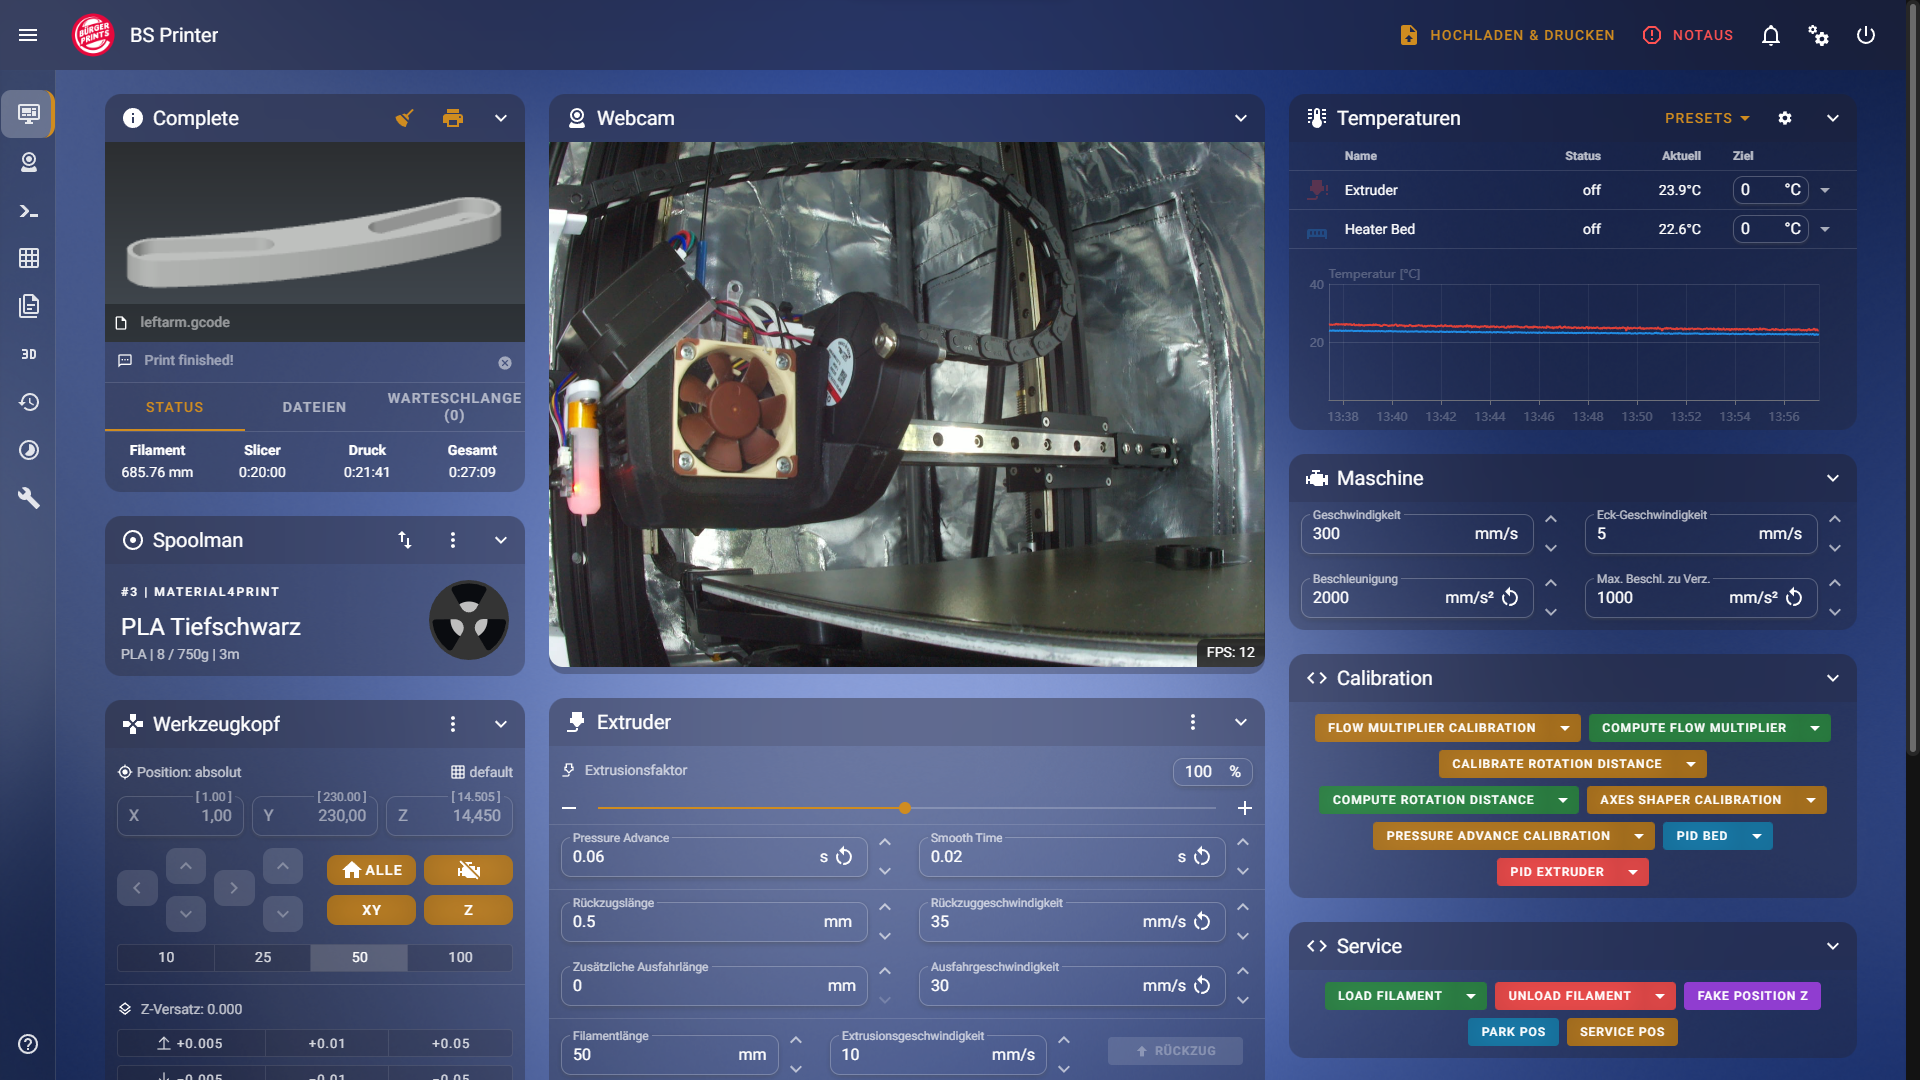 BÜRGER PRINTS
BS Printer
HOCHLADEN & DRUCKEN
NOTAUS
Complete
leftarm.gcode
Print finished!
STATUS
DATEIEN
WARTESCHLANGE
(0)
Filament
Slicer
Druck
Gesamt
685.76 mm
0:20:00
0:21:41
0:27:09
3D
Spoolman
#3 | MATERIAL4PRINT
PLA Tiefschwarz
PLA | 8 / 750g | 3m
Werkzeugkopf
Position: absolut
default
[ 1.00 ]
[ 230.00 ]
[ 14.505 ]
X 1,00
Y 230,00
Z 14,450
ALLE
XY
Z
10 25 50 100
Z-Versatz: 0.000
+0.005
+0.01
+0.05
-0.005
-0.01
-0.05
Webcam
FPS: 12
Extruder
Extrusionsfaktor
100 %
Pressure Advance
0.06 s
Smooth Time
0.02 s
Rückzugslänge
0.5 mm
Rückzuggeschwindigkeit
35 mm/s
Zusätzliche Ausfahrlänge
0 mm
Ausfahrgeschwindigkeit
30 mm/s
Filamentlänge
50 mm
Extrusionsgeschwindigkeit
10 mm/s
RÜCKZUG
Temperaturen
PRESETS
Name Status Aktuell Ziel
Extruder off 23.9°C 0 °C
Heater Bed off 22.6°C 0 °C
Temperatur [°C]
40
20
13:38 13:40 13:42 13:44 13:46 13:48 13:50 13:52 13:54 13:56
Maschine
Geschwindigkeit
300 mm/s
Eck-Geschwindigkeit
5 mm/s
Beschleunigung
2000 mm/s²
Max. Beschl. zu Verz.
1000 mm/s²
Calibration
FLOW MULTIPLIER CALIBRATION
COMPUTE FLOW MULTIPLIER
CALIBRATE ROTATION DISTANCE
COMPUTE ROTATION DISTANCE
AXES SHAPER CALIBRATION
PRESSURE ADVANCE CALIBRATION
PID BED
PID EXTRUDER
Service
LOAD FILAMENT
UNLOAD FILAMENT
FAKE POSITION Z
PARK POS
SERVICE POS